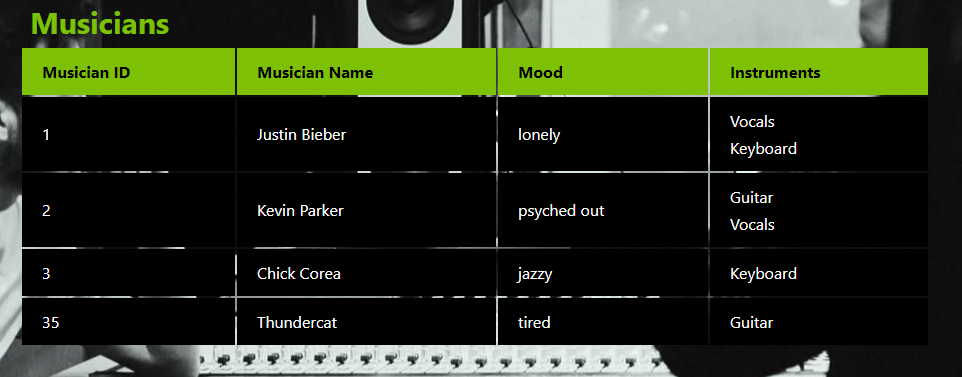 Musicians
Musician ID Musician Name Mood Instruments
1 Justin Bieber lonely Vocals
Keyboard
2 Kevin Parker psyched out Guitar
Vocals
3 Chick Corea jazzy Keyboard
35 Thundercat tired Guitar